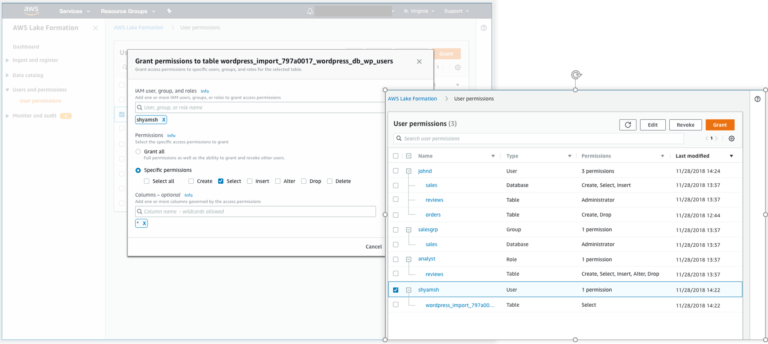 aws Services Resource Groups N. Virginia Support
AWS Lake Formation
AWS Lake Formation > User permissions
Dashboard
Ingest and register
Data catalog
Users and permissions
User permissions
Monitor and audit
Grant
Grant permissions to table wordpress_import_797a0017_wordpress_db_wp_users
Grant access permissions to specific users, groups, and roles for the selected table.
IAM user, group, and roles Info
Add one or more IAM users, groups, or roles to grant access permissions.
User, group, or role name
shyamsh X
Permissions Info
Select the specific access permissions to grant
Grant all
Full permissions as well as the ability to grant and revoke other users.
Specific permissions
Select all Create Select Insert Alter Drop Delete
Columns - optional Info
Add one or more columns governed by the access permissions
Column name - wildcards allowed
* X
Cancel
AWS Lake Formation > User permissions
User permissions (3)
Edit Revoke Grant
Search user permissions
< 1 >
Name Type Permissions Last modified
johnd User 3 permissions 11/28/2018 14:24
sales Database Create, Select, Insert 11/28/2018 13:37
reviews Table Administrator 11/28/2018 13:37
orders Table Create, Drop 11/28/2018 12:44
salesgrp Group 1 permission 11/28/2018 13:37
sales Database Administrator 11/28/2018 13:37
analyst Role 1 permission 11/28/2018 13:37
reviews Table Create, Select, Insert, Alter, Drop 11/28/2018 13:37
shyamsh User 1 permission 11/28/2018 14:22
wordpress_import_797a00... Table Select 11/28/2018 14:22